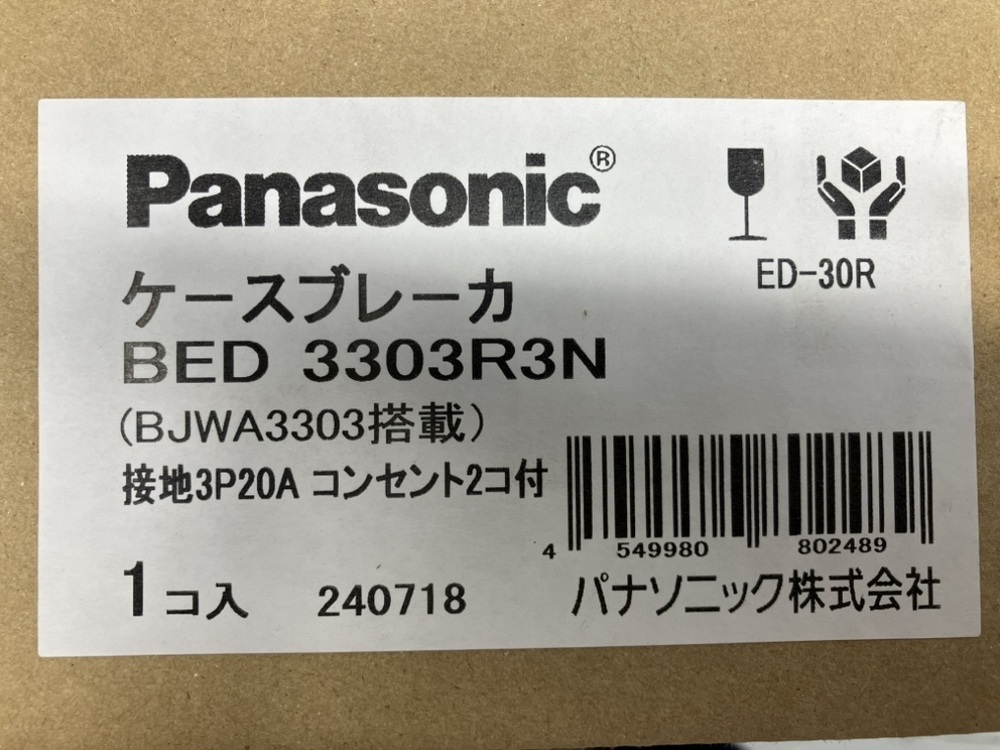 Panasonic®
ED-30R
ケースブレーカ
BED 3303R3N
(BJWA3303搭載)
接地3P20A コンセント2コ付
4 549980 802489
1コ入 240718 パナソニック株式会社